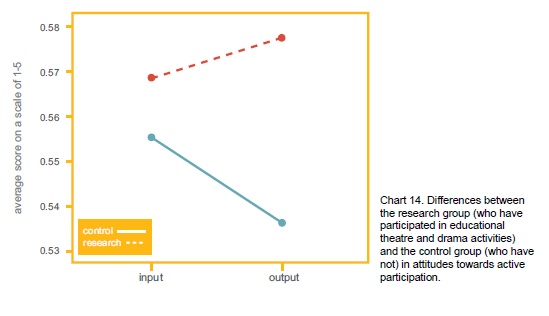 average score on a scale of 1-5
0.58
0.57
0.56
0.55
0.54
0.53
control
research
input
output
Chart 14. Differences between
the research group (who have
participated in educational
theatre and drama activities)
and the control group (who have
not) in attitudes towards active
participation.